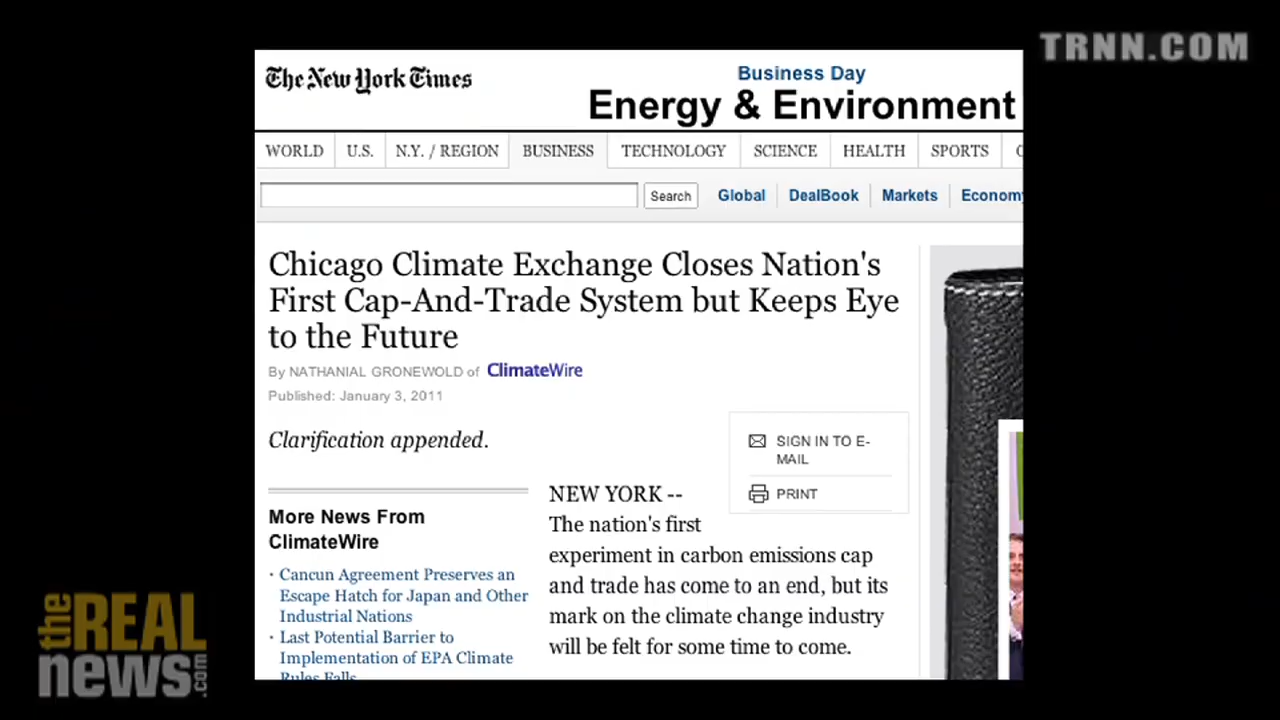 TRNN.COM
The New York Times
Business Day
Energy & Environment
WORLD U.S. N.Y. / REGION BUSINESS TECHNOLOGY SCIENCE HEALTH SPORTS
Search Global DealBook Markets Economy
Chicago Climate Exchange Closes Nation's
First Cap-And-Trade System but Keeps Eye
to the Future
By NATHANIAL GRONEWOLD of ClimateWire
Published: January 3, 2011
Clarification appended.
SIGN IN TO E-
MAIL
PRINT
More News From
ClimateWire
· Cancun Agreement Preserves an
Escape Hatch for Japan and Other
Industrial Nations
· Last Potential Barrier to
Implementation of EPA Climate
Rules Falls
NEW YORK --
The nation's first
experiment in carbon emissions cap
and trade has come to an end, but its
mark on the climate change industry
will be felt for some time to come.
the REAL
news.com